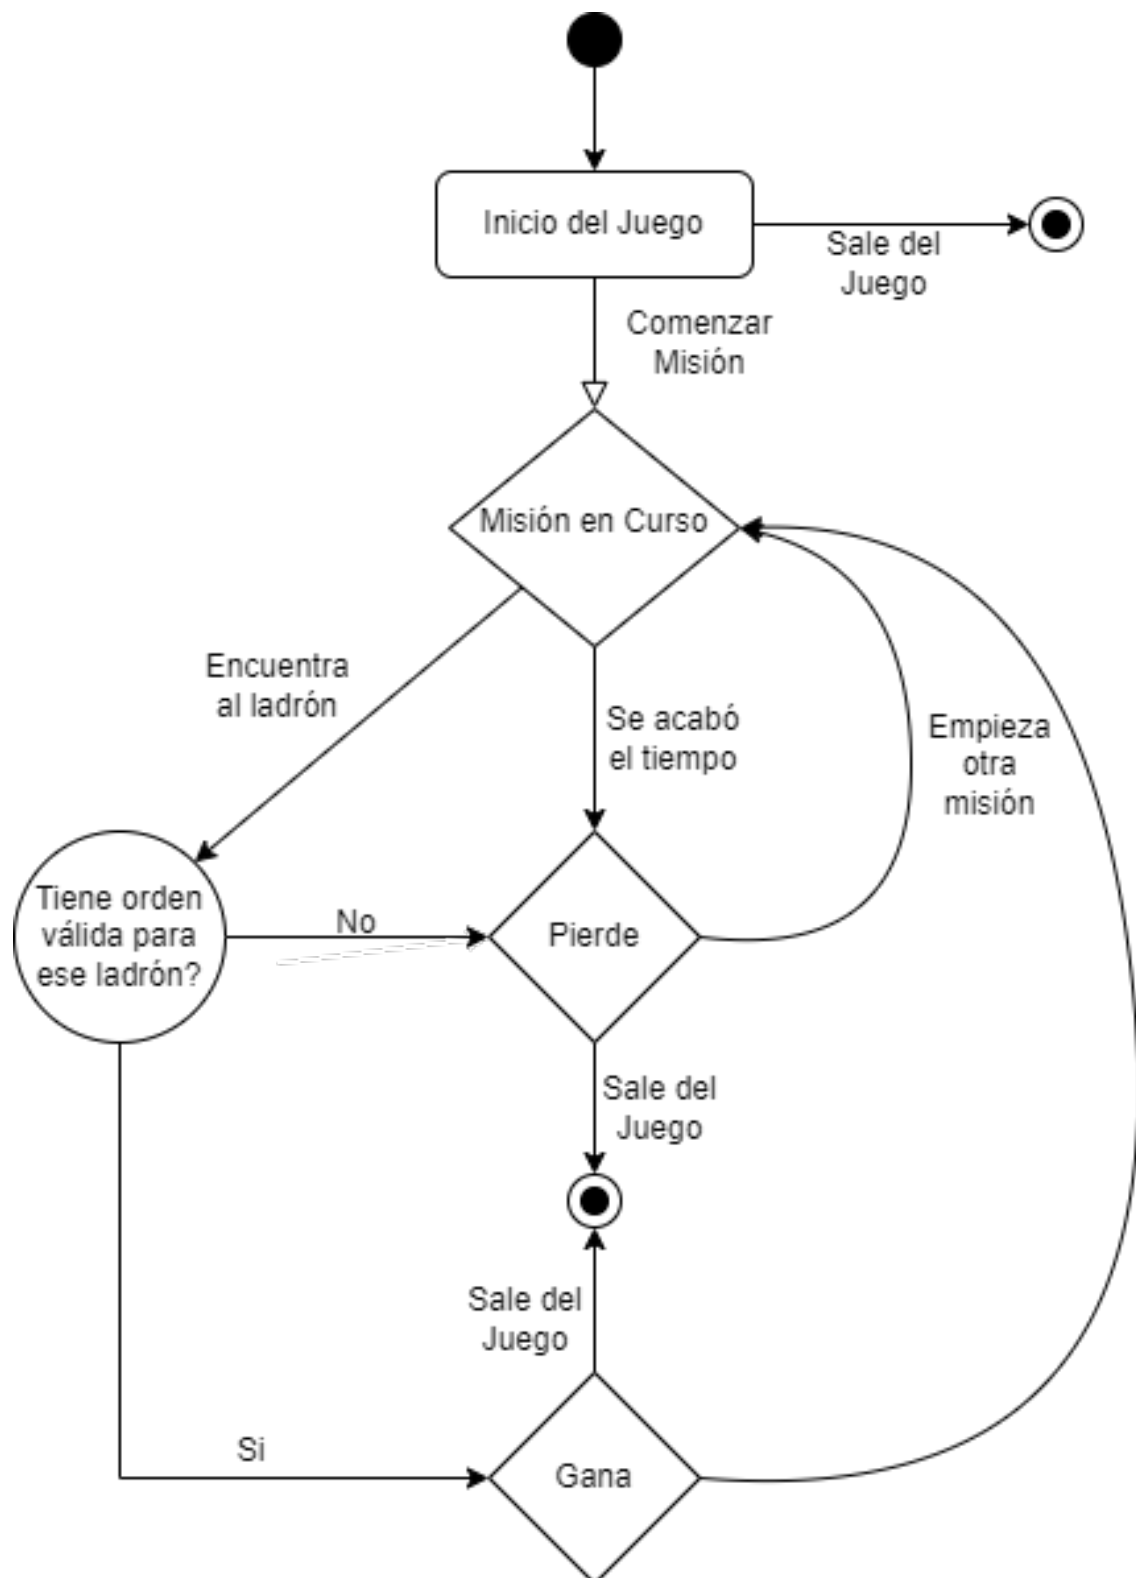 Inicio del Juego
Sale del
Juego
Comenzar
Misión
Misión en Curso
Encuentra
al ladrón
Se acabó
el tiempo
Empieza
otra
misión
Tiene orden
válida para
ese ladrón?
No
Pierde
Sale del
Juego
Sale del
Juego
Si
Gana